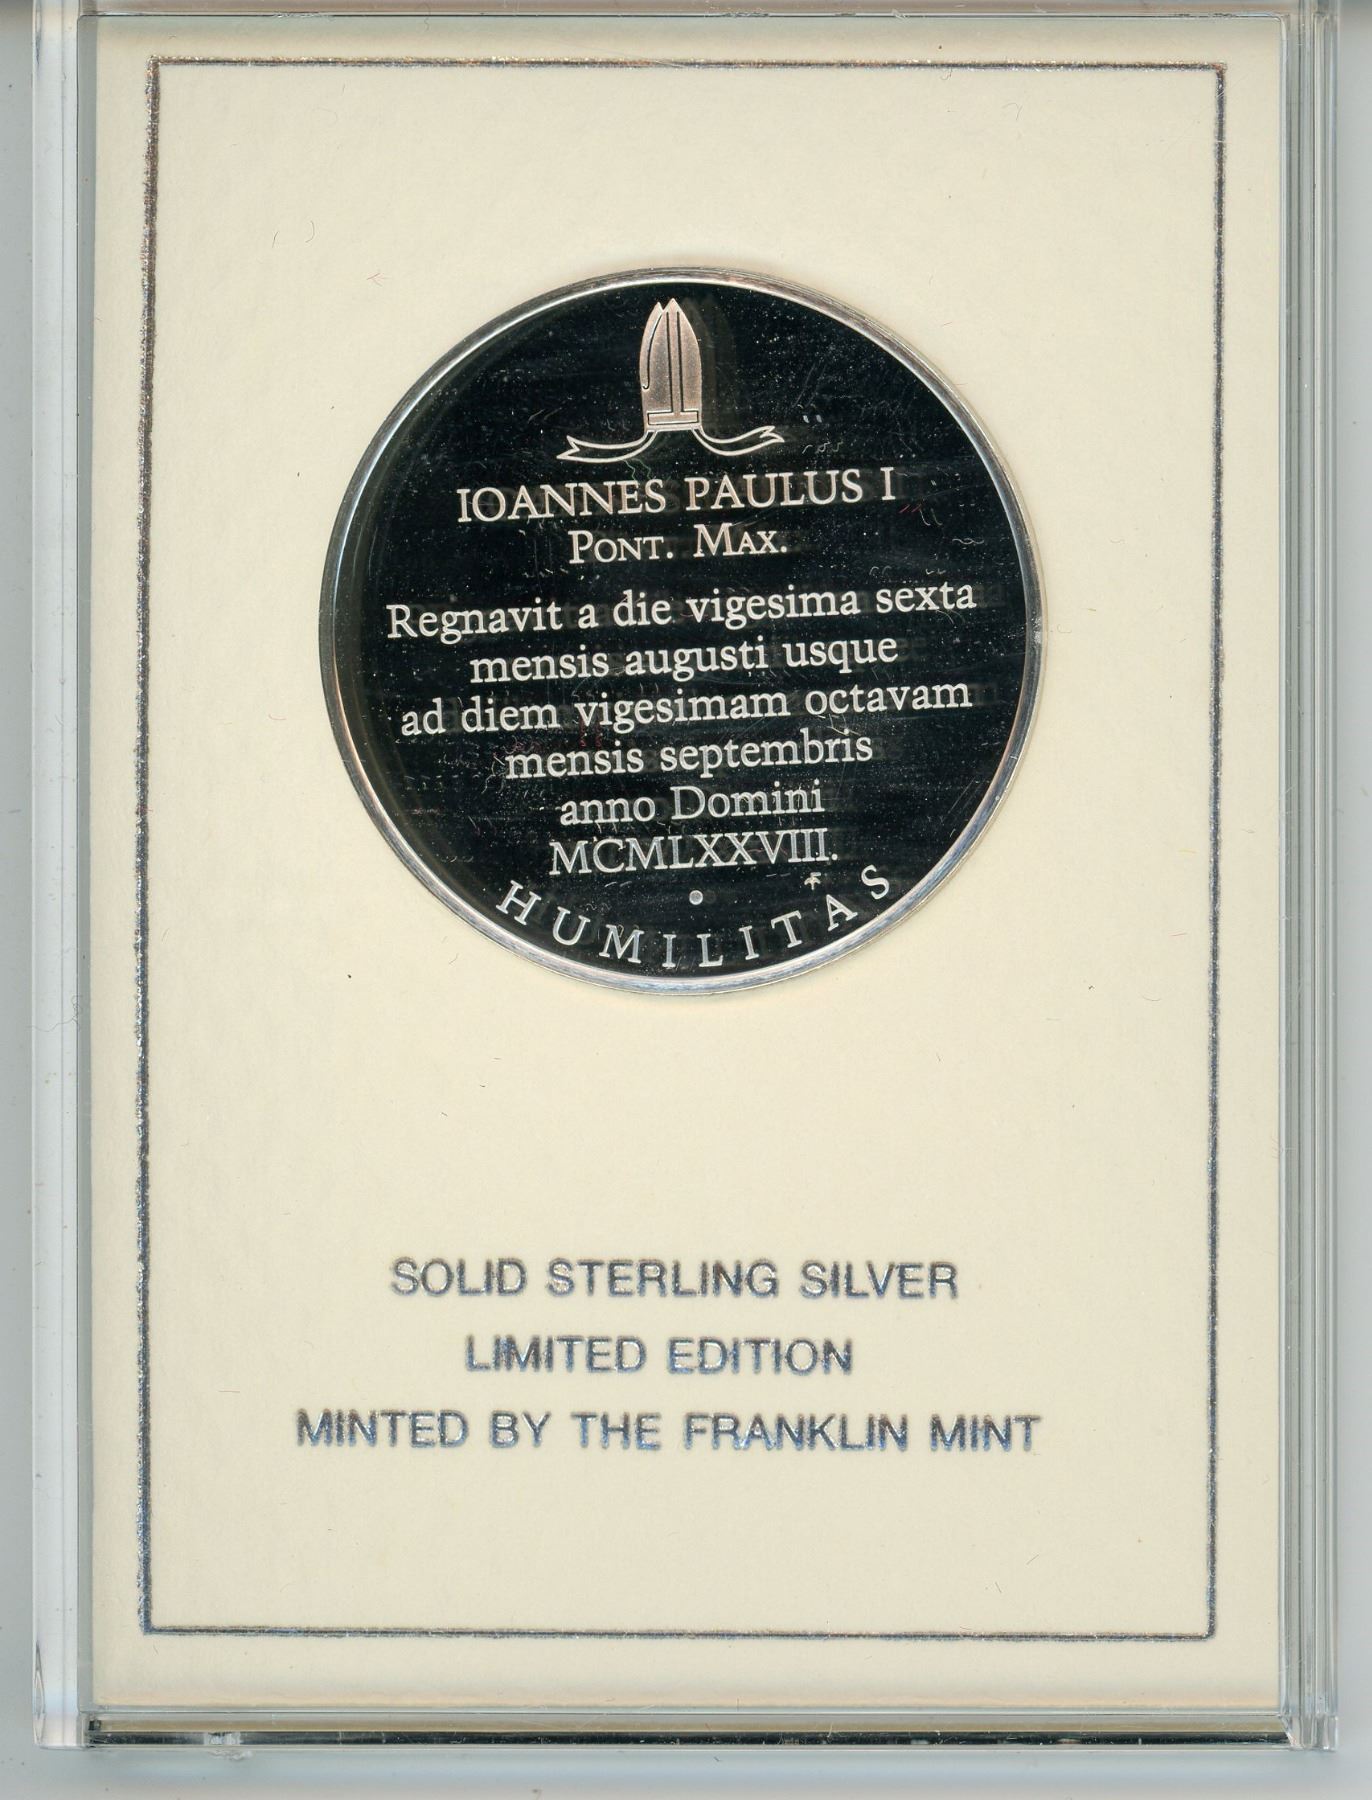 IOANNES PAULUS I
PONT. MAX.
Regnavit a die vigesima sexta
mensis augusti usque
ad diem vigesimam octavam
mensis septembris
anno Domini
MCMLXXVIII.
HUMILITAS
SOLID STERLING SILVER
LIMITED EDITION
MINTED BY THE FRANKLIN MINT